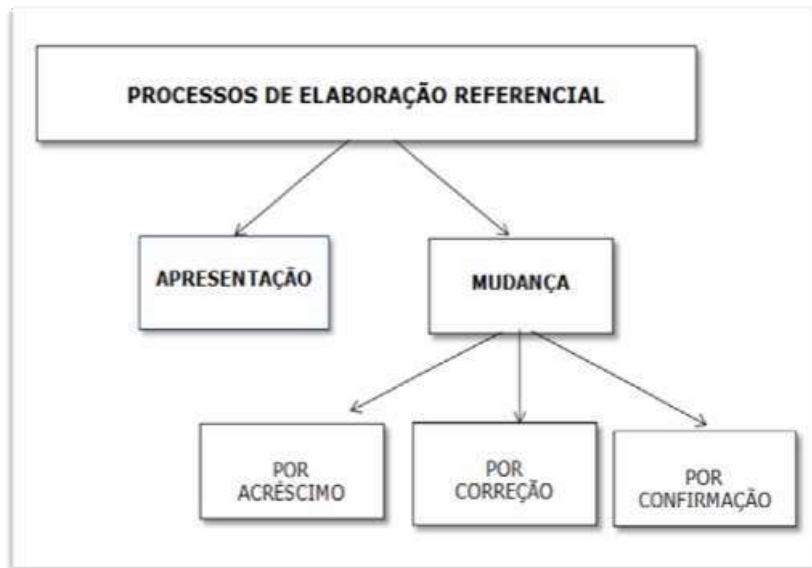 PROCESSOS DE ELABORAÇÃO REFERENCIAL
APRESENTAÇÃO
MUDANÇA
POR
ACRÉSCIMO
POR
CORREÇÃO
POR
CONFIRMAÇÃO